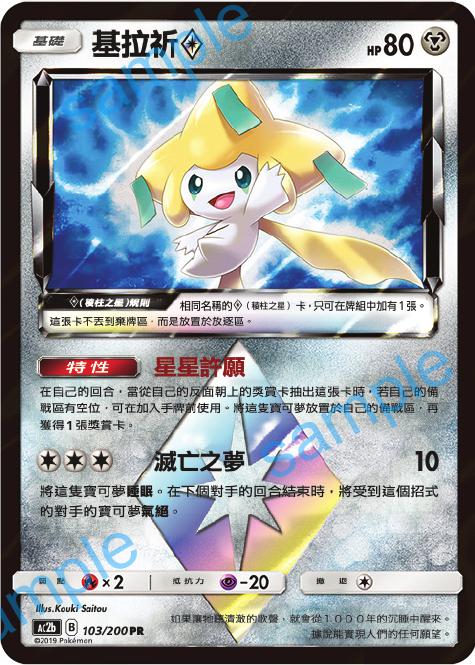 基礎 基拉祈◇ HP 80
◇(稜柱之星)規則 相同名稱的◇(稜柱之星)卡,只可在牌組中加有1張。
這張卡不丟到棄牌區,而是放置於放逐區。
特性 星星許願
在自己的回合,當從自己的反面朝上的獎賞卡抽出這張卡時,若自己的備
戰區有空位,可在加入手牌前使用。將這隻寶可夢放置於自己的備戰區,再
獲得1張獎賞卡。
滅亡之夢 10
將這隻寶可夢睡眠。在下個對手的回合結束時,將受到這個招式
的對手的寶可夢氣絕。
弱點 ×2 抵抗力 -20 撤退
Illus.Kouki Saitou
AC2b B 103/200 PR
©2019 Pokémon
如果讓牠聽清澈的歌聲,就會從1000年的沉睡中醒來。
據說能實現人們的任何願望。
sample
sample
sample
sample